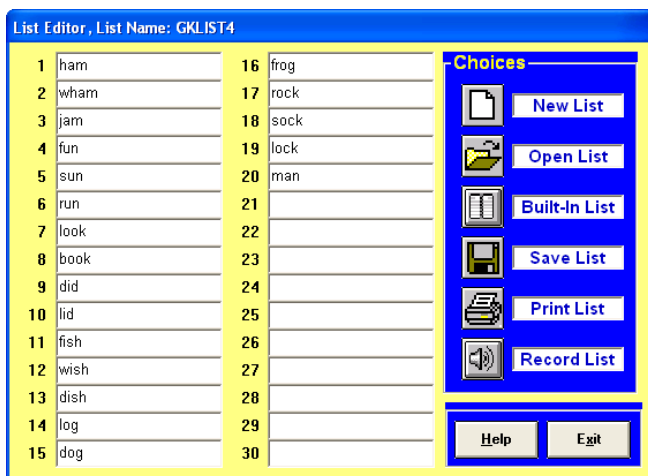 List Editor, List Name: GKLIST4
1 ham
2 wham
3 jam
4 fun
5 sun
6 run
7 look
8 book
9 did
10 lid
11 fish
12 wish
13 dish
14 log
15 dog
16 frog
17 rock
18 sock
19 lock
20 man
21
22
23
24
25
26
27
28
29
30
Choices
New List
Open List
Built-In List
Save List
Print List
Record List
Help
Exit